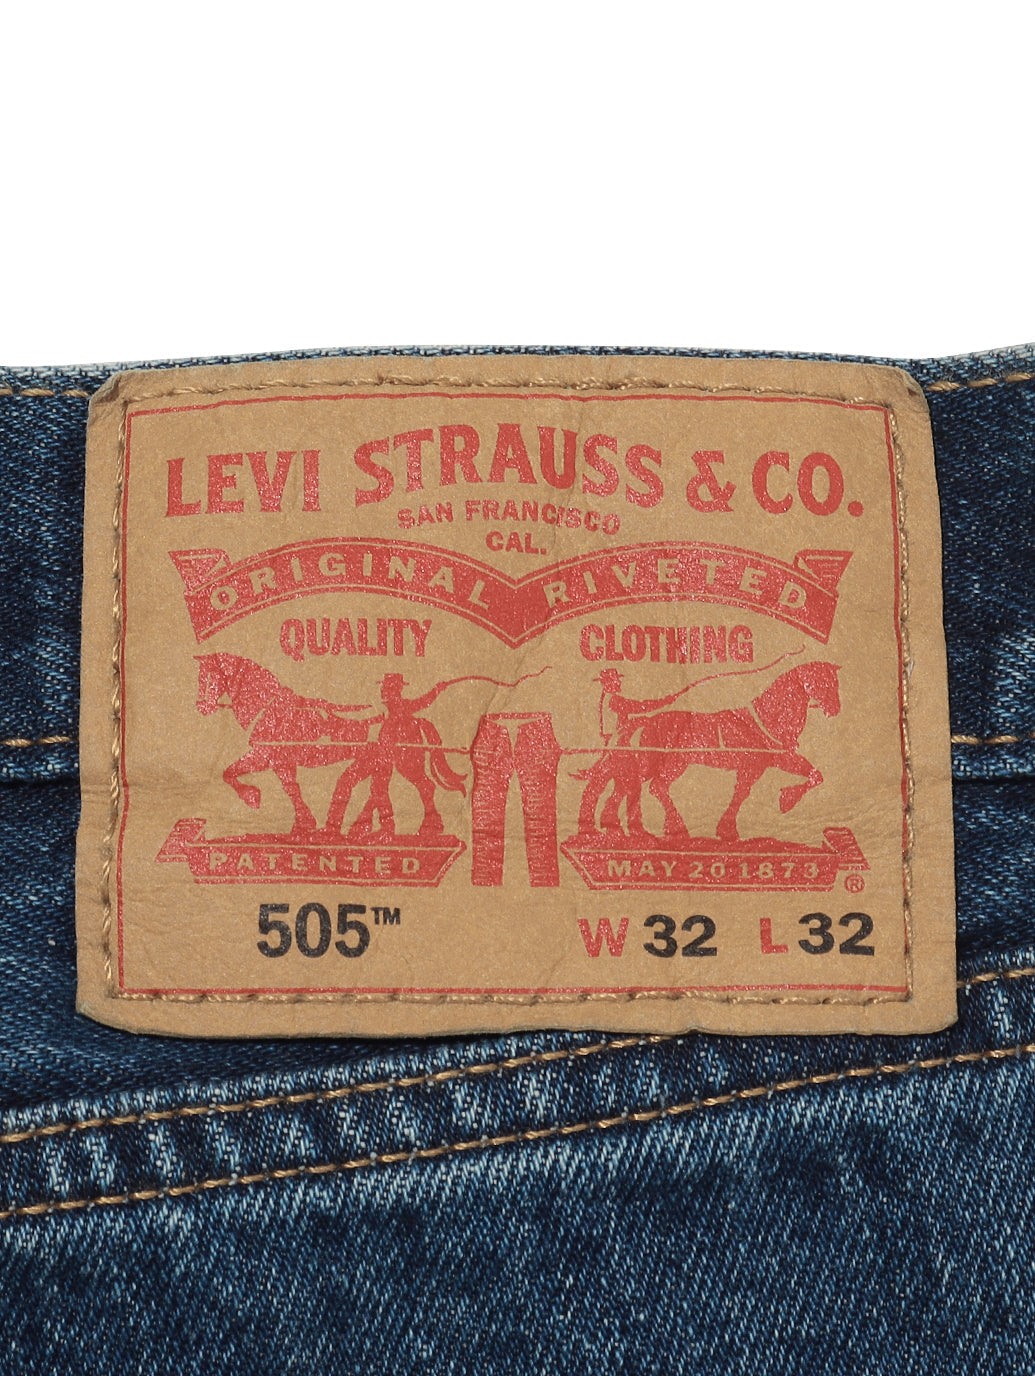 LEVI STRAUSS & CO.
SAN FRANCISCO
CAL.
ORIGINAL RIVETED
QUALITY CLOTHING
PATENTED MAY 20 1873 ®
505™ W 32 L 32